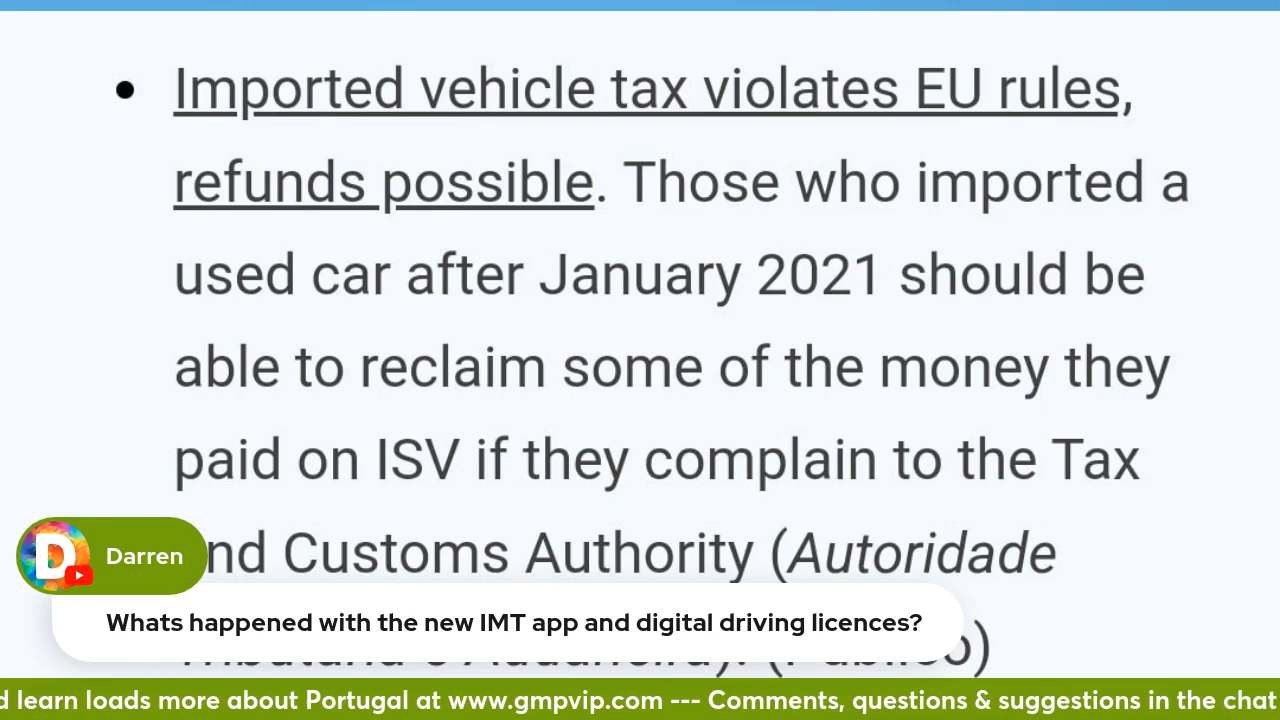 • Imported vehicle tax violates EU rules,
refunds possible. Those who imported a
used car after January 2021 should be
able to reclaim some of the money they
paid on ISV if they complain to the Tax
nd Customs Authority (Autoridade
D
Darren
Whats happened with the new IMT app and digital driving licences?
d learn loads more about Portugal at www.gmpvip.com --- Comments, questions & suggestions in the chat